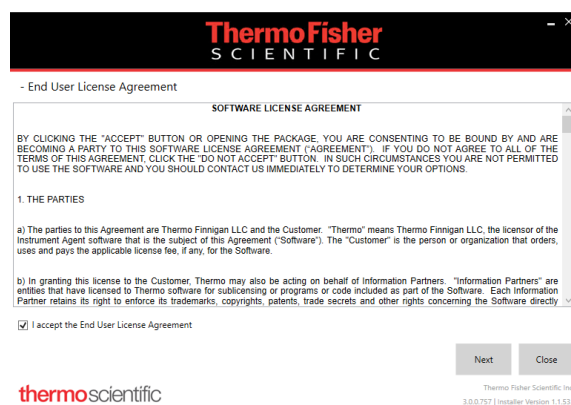 ThermoFisher
SCIENTIFIC
- End User License Agreement
SOFTWARE LICENSE AGREEMENT
BY CLICKING THE "ACCEPT" BUTTON OR OPENING THE PACKAGE, YOU ARE CONSENTING TO BE BOUND BY AND ARE
BECOMING A PARTY TO THIS SOFTWARE LICENSE AGREEMENT ("AGREEMENT"). IF YOU DO NOT AGREE TO ALL OF THE
TERMS OF THIS AGREEMENT, CLICK THE "DO NOT ACCEPT" BUTTON. IN SUCH CIRCUMSTANCES YOU ARE NOT PERMITTED
TO USE THE SOFTWARE AND YOU SHOULD CONTACT US IMMEDIATELY TO DETERMINE YOUR OPTIONS.
1. THE PARTIES
a) The parties to this Agreement are Thermo Finnigan LLC and the Customer. "Thermo" means Thermo Finnigan LLC, the licensor of the
Instrument Agent software that is the subject of this Agreement ("Software"). The "Customer" is the person or organization that orders,
uses and pays the applicable license fee, if any, for the Software.
b) In granting this license to the Customer, Thermo may also be acting on behalf of Information Partners. "Information Partners" are
entities that have licensed to Thermo software for sublicensing or programs or code included as part of the Software. Each Information
Partner retains its right to enforce its trademarks, copyrights, patents, trade secrets and other rights concerning the Software directly
I accept the End User License Agreement
Next
Close
thermoscientific
Thermo Fisher Scientific Inc
3.0.0.757 | Installer Version 1.1.53